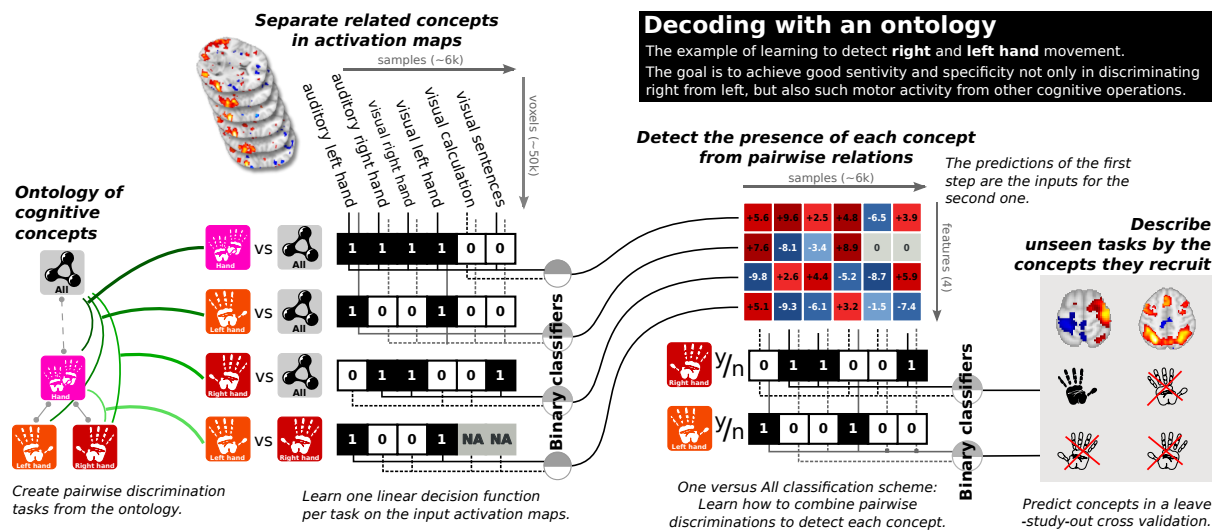 Separate related concepts
in activation maps
samples (~6k)
voxels (~50k)
auditory left hand
auditory right hand
visual right hand
visual left hand
visual calculation
visual sentences
Decoding with an ontology
The example of learning to detect right and left hand movement.
The goal is to achieve good sentivity and specificity not only in discriminating
right from left, but also such motor activity from other cognitive operations.
Ontology of
cognitive
concepts
All
Hand
Left hand
Right hand
Create pairwise discrimination
tasks from the ontology.
Hand vs All
1 1 1 1 0 0
Left hand vs All
1 0 0 1 0 0
Right hand vs All
0 1 1 0 0 1
Left hand vs Right hand
1 0 0 1 NA NA
Binary classifiers
Learn one linear decision function
per task on the input activation maps.
Detect the presence of each concept
from pairwise relations
samples (~6k)
features (4)
The predictions of the first
step are the inputs for the
second one.
+5.6 +9.6 +2.5 +4.8 -6.5 +3.9
+7.6 -8.1 -3.4 +8.9 0 0
-9.8 +2.6 +4.4 -5.2 -8.7 +5.9
+5.1 -9.3 -6.1 +3.2 -1.5 -7.4
Right hand y/n
0 1 1 0 0 1
Left hand y/n
1 0 0 1 0 0
Binary classifiers
One versus All classification scheme:
Learn how to combine pairwise
discriminations to detect each concept.
Describe
unseen tasks by the
concepts they recruit
Predict concepts in a leave
-study-out cross validation.